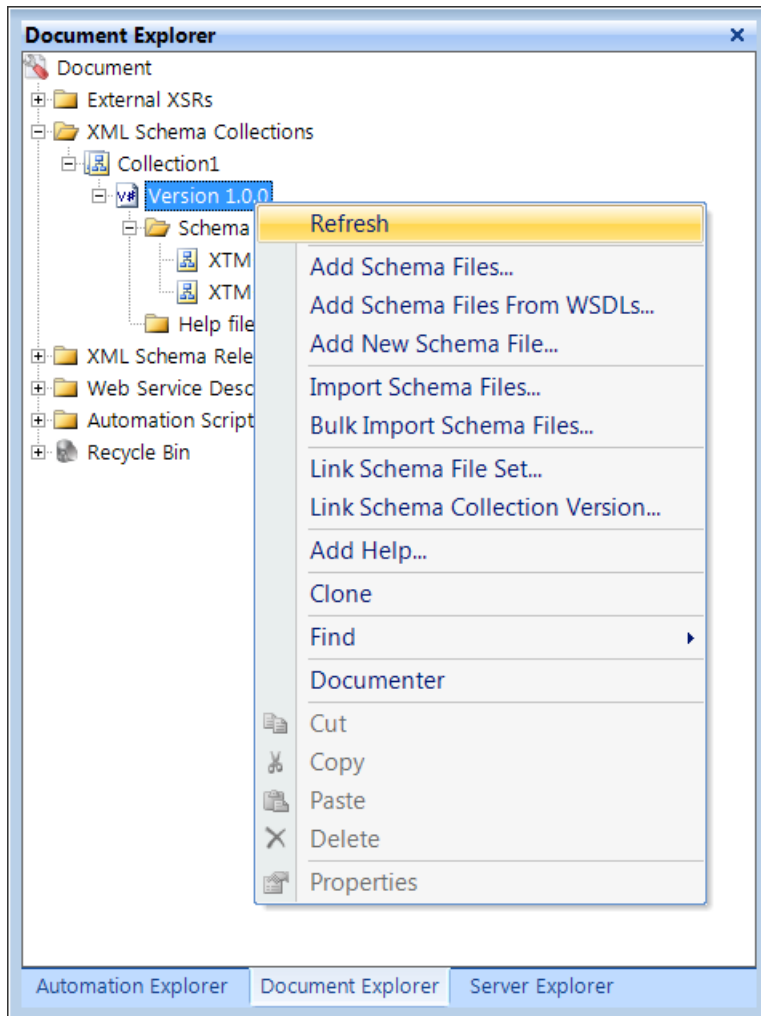 Document Explorer
Document
External XSRs
XML Schema Collections
Collection1
v# Version 1.0.0
Schema
XTM
XTM
Help file
XML Schema Rele
Web Service Desc
Automation Script
Recycle Bin
Refresh
Add Schema Files...
Add Schema Files From WSDLs...
Add New Schema File...
Import Schema Files...
Bulk Import Schema Files...
Link Schema File Set...
Link Schema Collection Version...
Add Help...
Clone
Find
Documenter
Cut
Copy
Paste
Delete
Properties
Automation Explorer Document Explorer Server Explorer